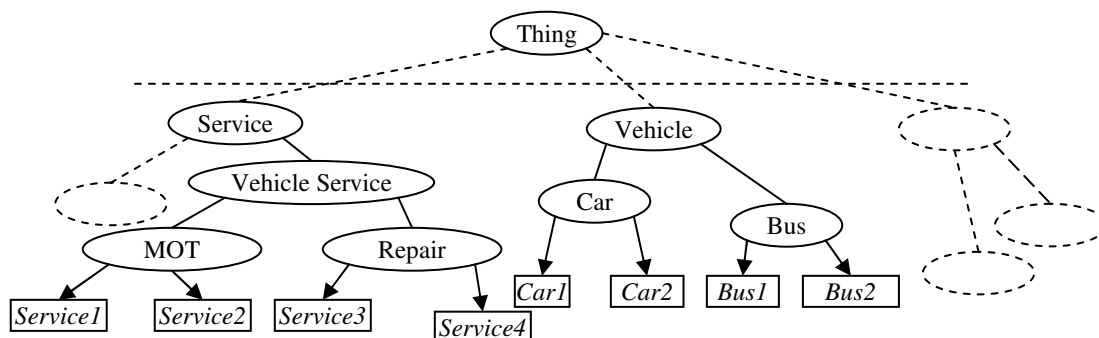 Thing
Service
Vehicle
Vehicle Service
Car
Bus
MOT
Repair
Car1
Car2
Bus1
Bus2
Service1
Service2
Service3
Service4